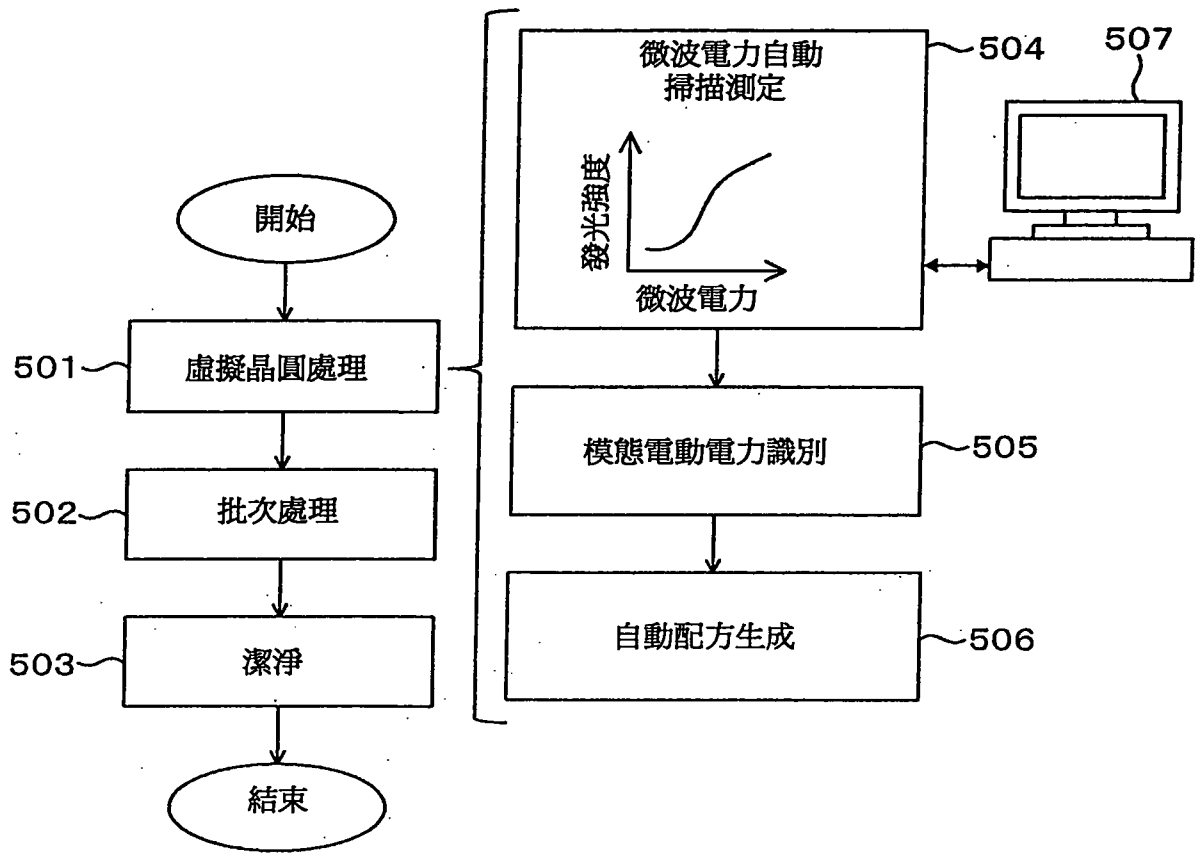 開始
501
虛擬晶圓處理
502
批次處理
503
潔淨
結束
微波電力自動
掃描測定
504
發光強度
微波電力
507
模態電動電力識別
505
自動配方生成
506